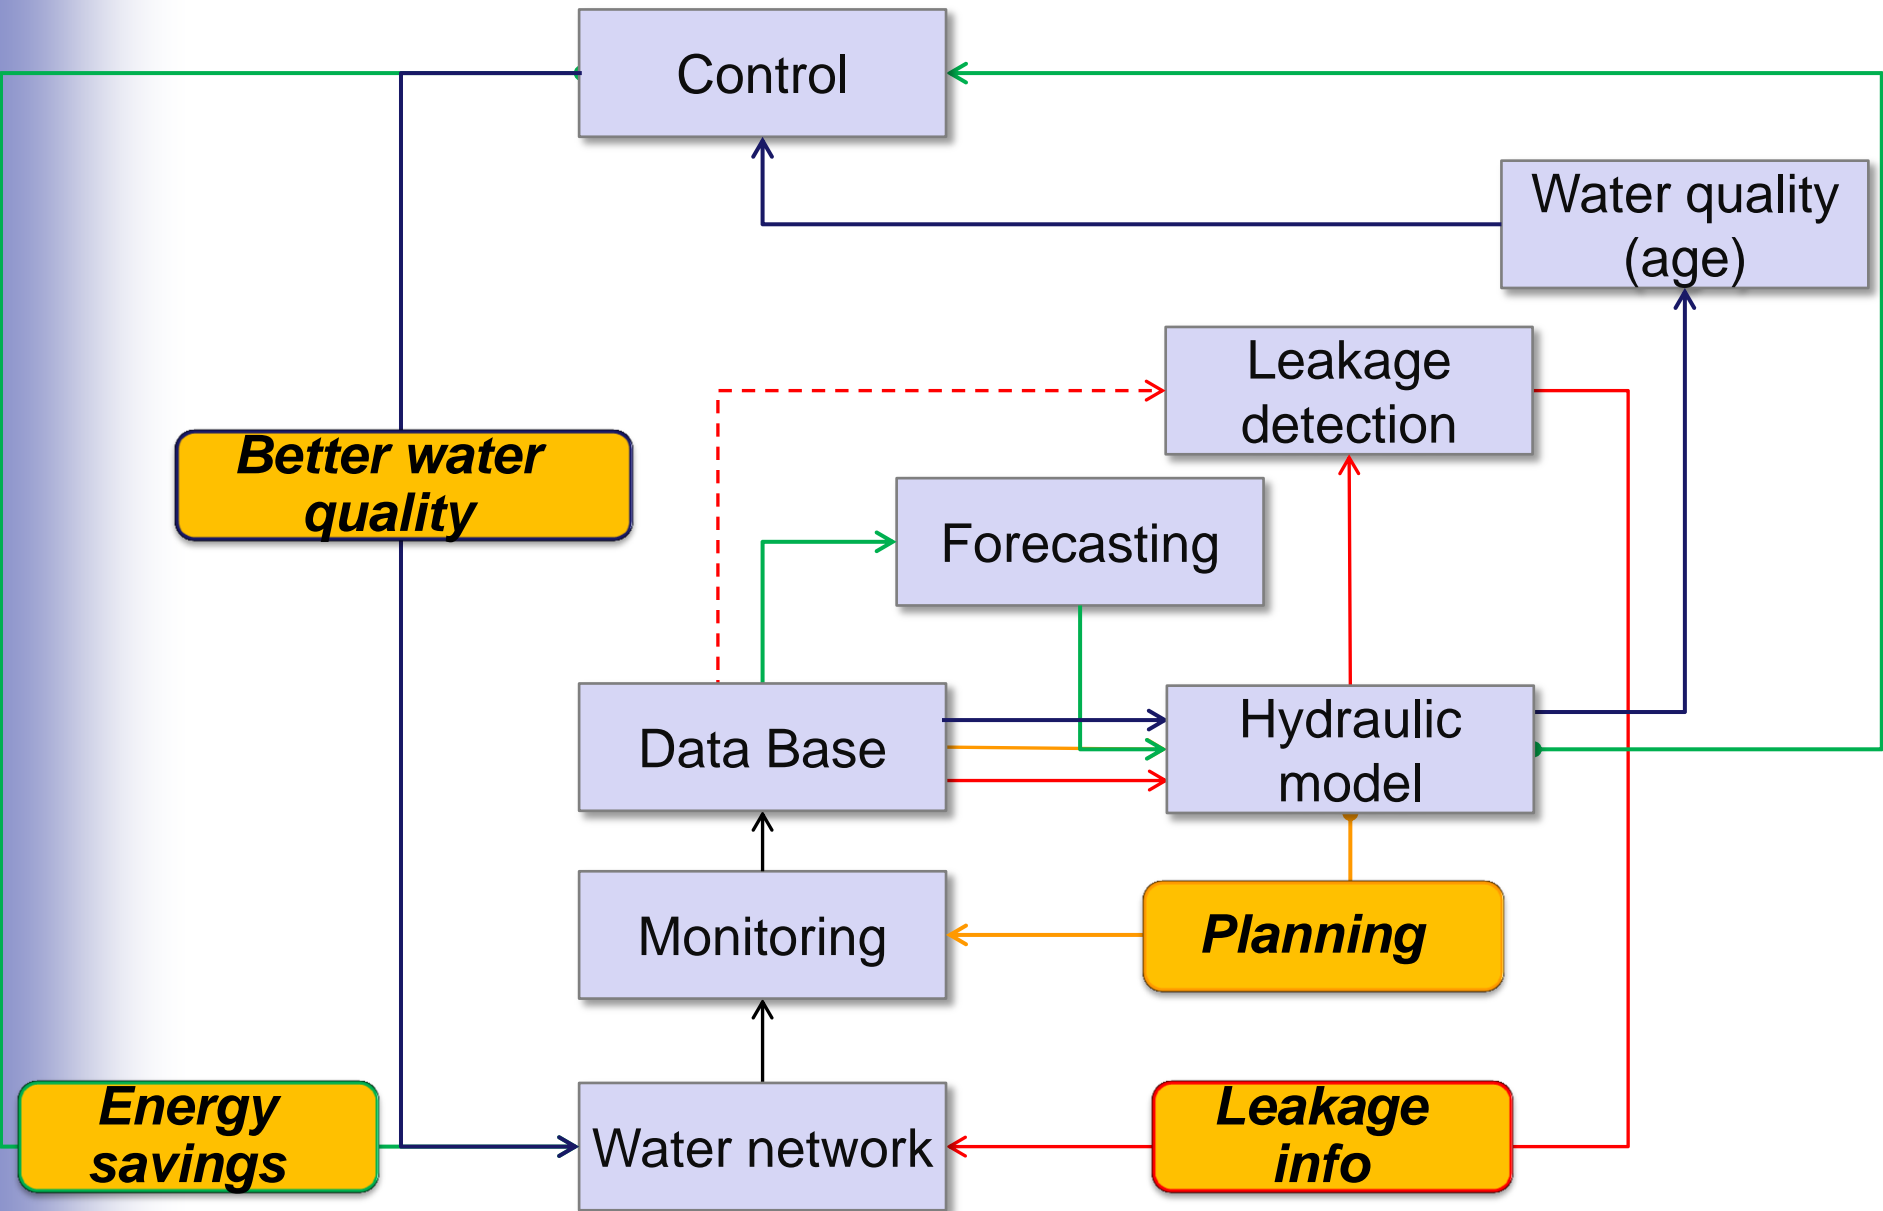 Control
Water quality
(age)
Leakage
detection
Better water
quality
Forecasting
Data Base
Hydraulic
model
Monitoring
Planning
Energy
savings
Water network
Leakage
info